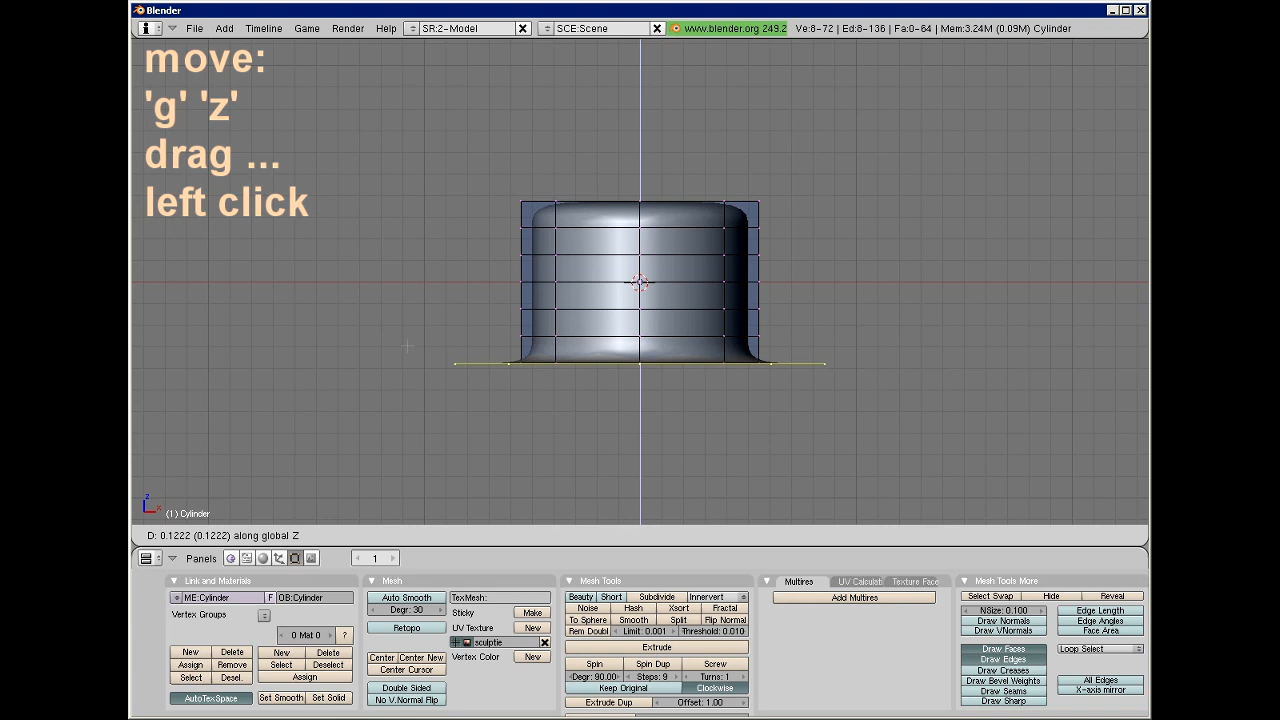 Blender
File Add Timeline Game Render Help SR:2-Model SCE:Scene www.blender.org 249.2 Ve:8-72 | Ed:8-136 | Fa:0-64 | Mem:3.24M (0.09M) Cylinder
move:
'g' 'z'
drag ...
left click
z
x
(1) Cylinder
D: 0.1222 (0.1222) along global Z
Panels 1
Link and Materials
ME:Cylinder F OB:Cylinder
Vertex Groups
0 Mat 0 ?
New Delete New Delete
Assign Remove Select Deselect
Select Desel. Assign
AutoTexSpace Set Smooth Set Solid
Mesh
Auto Smooth TexMesh:
Degr: 30 Sticky Make
Retopo UV Texture New
sculptie
Center Center New Vertex Color New
Center Cursor
Double Sided
No V.Normal Flip
Mesh Tools
Beauty Short Subdivide Innervert
Noise Hash Xsort Fractal
To Sphere Smooth Split Flip Normal
Rem Doubl Limit: 0.001 Threshold: 0.010
Extrude
Spin Spin Dup Screw
Degr: 90.00 Steps: 9 Turns: 1
Keep Original Clockwise
Extrude Dup Offset: 1.00
Multires UV Calculati Texture Face
Add Multires
Mesh Tools More
Select Swap Hide Reveal
NSize: 0.100 Edge Length
Draw Normals Edge Angles
Draw VNormals Face Area
Draw Faces Loop Select
Draw Edges
Draw Creases
Draw Bevel Weights All Edges
Draw Seams X-axis mirror
Draw Sharp